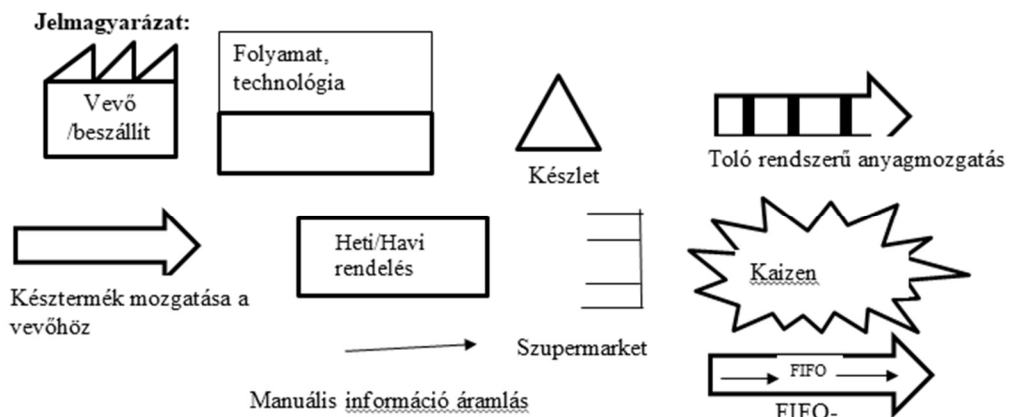 Jelmagyarázat:
Vevő
/beszállit
Folyamat,
technológia
Készlet
Toló rendszerű anyagmozgatás
Késztermék mozgatása a
vevőhöz
Heti/Havi
rendelés
Szupermarket
Kaizen
Manuális információ áramlás
FIFO
FIFO-